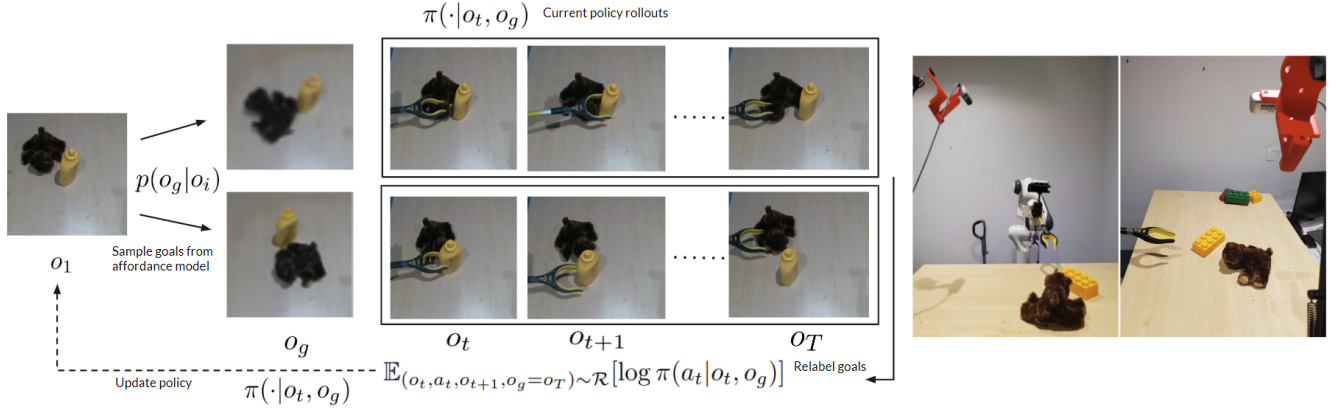 π(·|o_t, o_g) Current policy rollouts
p(o_g|o_i)
Sample goals from
affordance model
o_1
o_g
o_t
o_{t+1}
o_T
𝔼_{(o_t,a_t,o_{t+1},o_g=o_T)∼ℛ}[log π(a_t|o_t, o_g)] Relabel goals
Update policy
π(·|o_t, o_g)